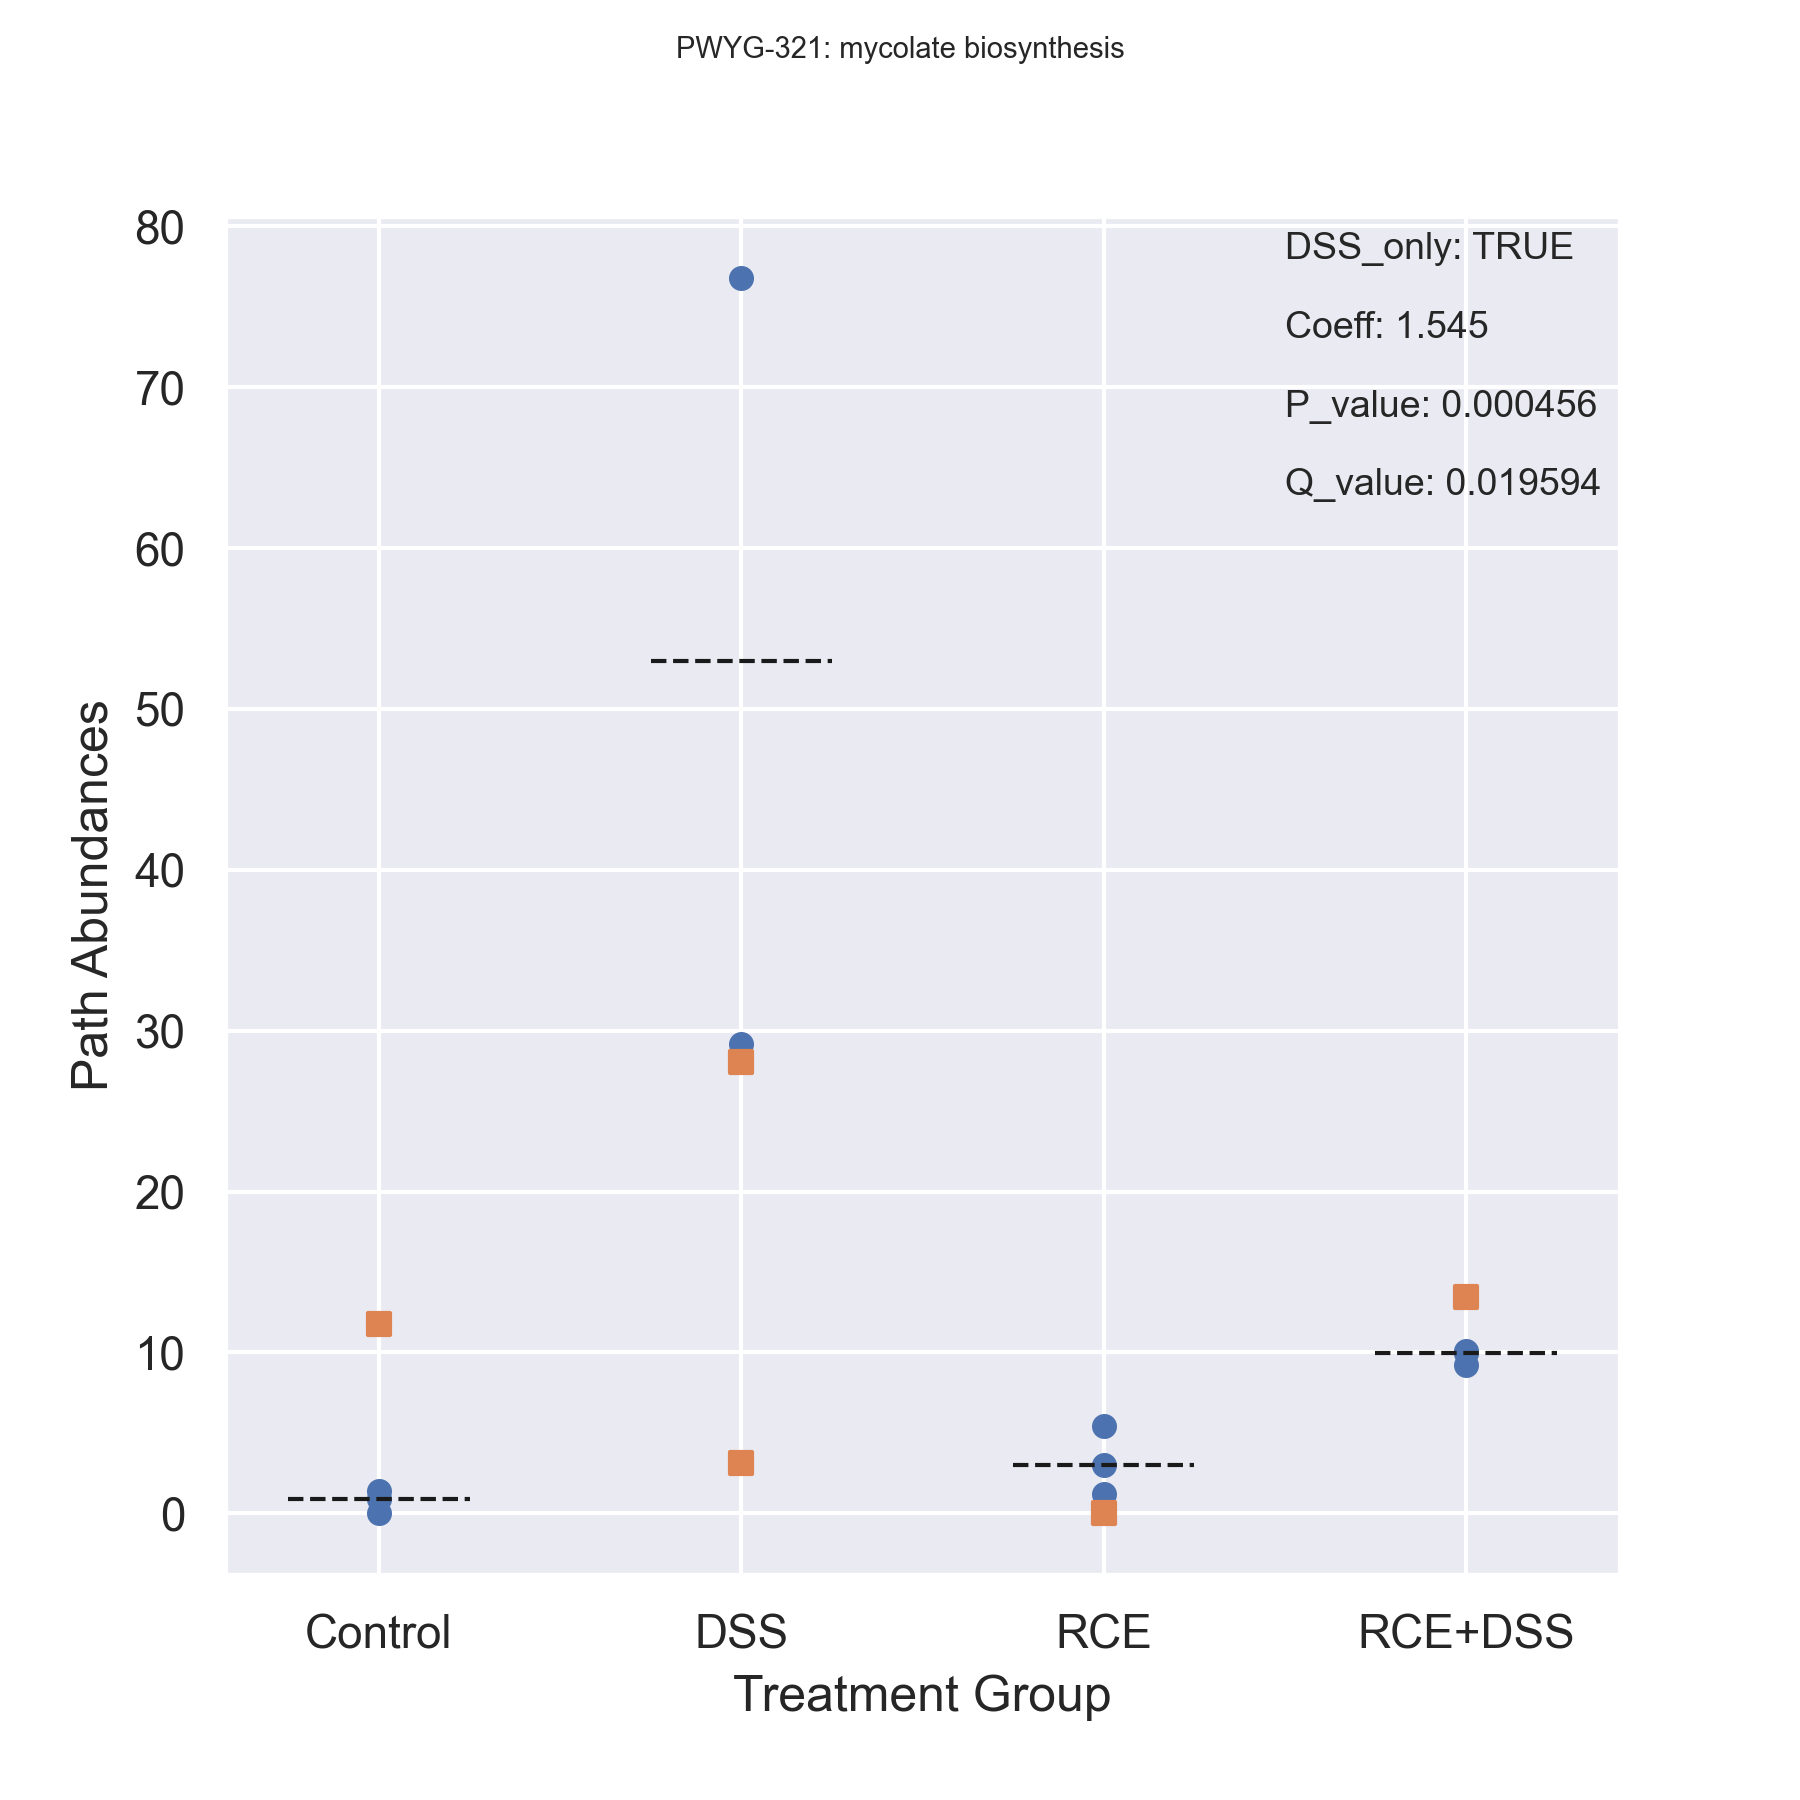 PWYG-321: mycolate biosynthesis
DSS_only: TRUE
Coeff: 1.545
P_value: 0.000456
Q_value: 0.019594
80
70
60
50
40
30
20
10
0
Path Abundances
Control DSS RCE RCE+DSS
Treatment Group